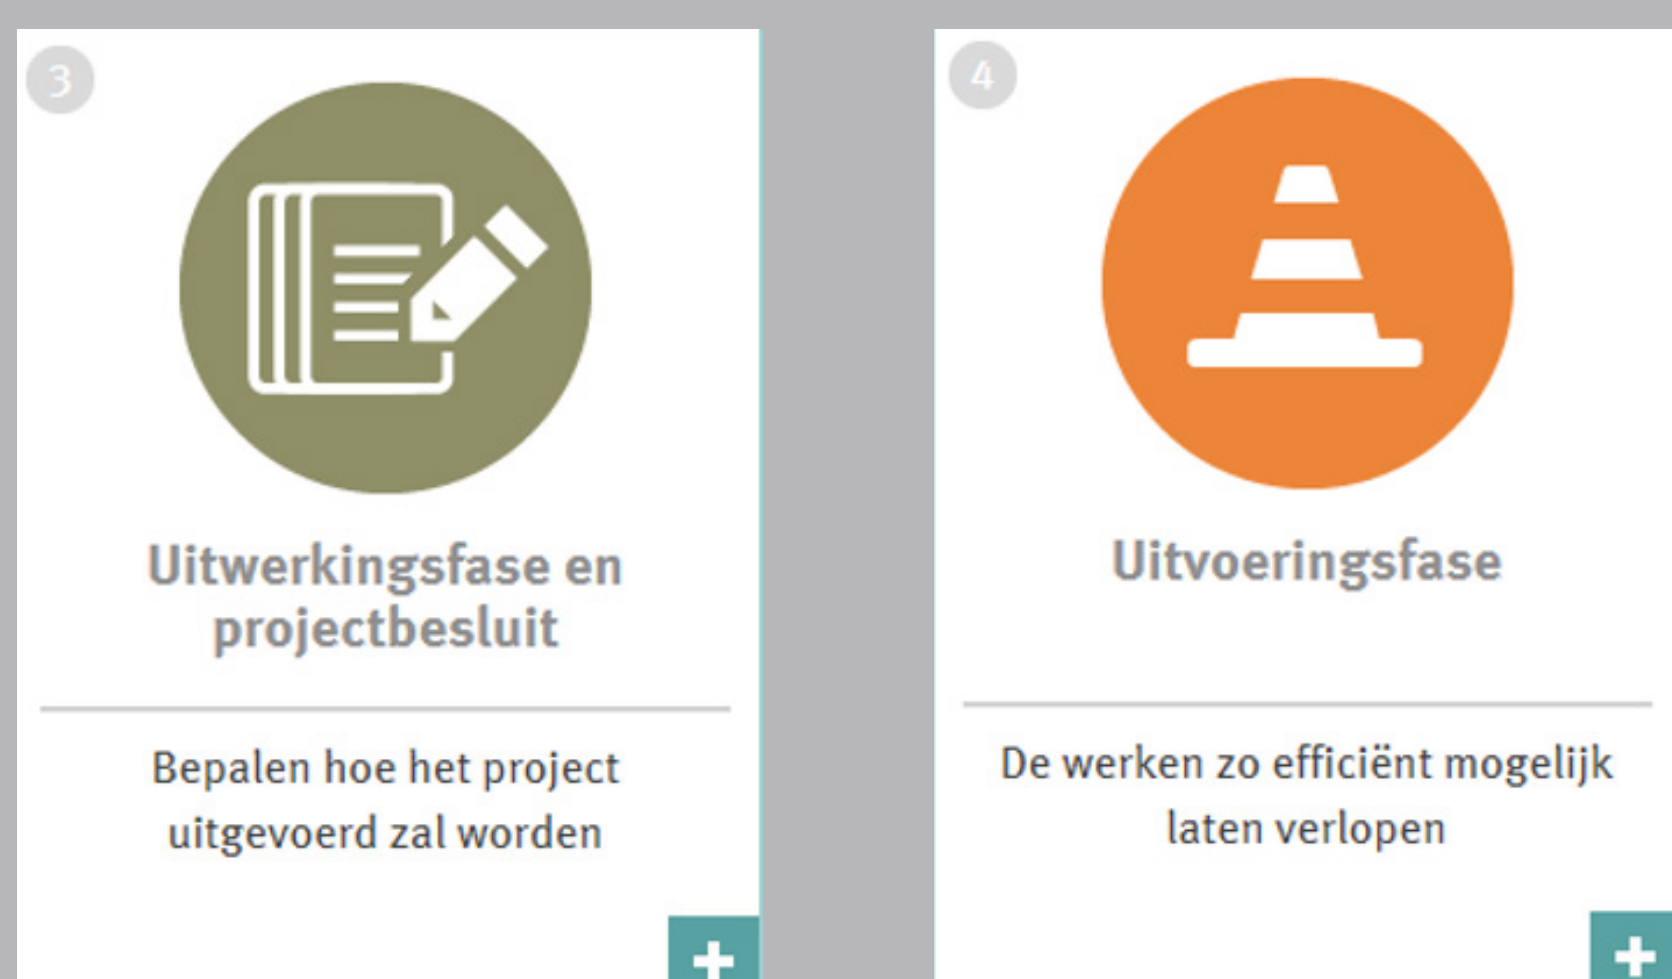 3
Uitwerkingsfase en
projectbesluit
Bepalen hoe het project
uitgevoerd zal worden
+
4
Uitvoeringsfase
De werken zo efficiënt mogelijk
laten verlopen
+